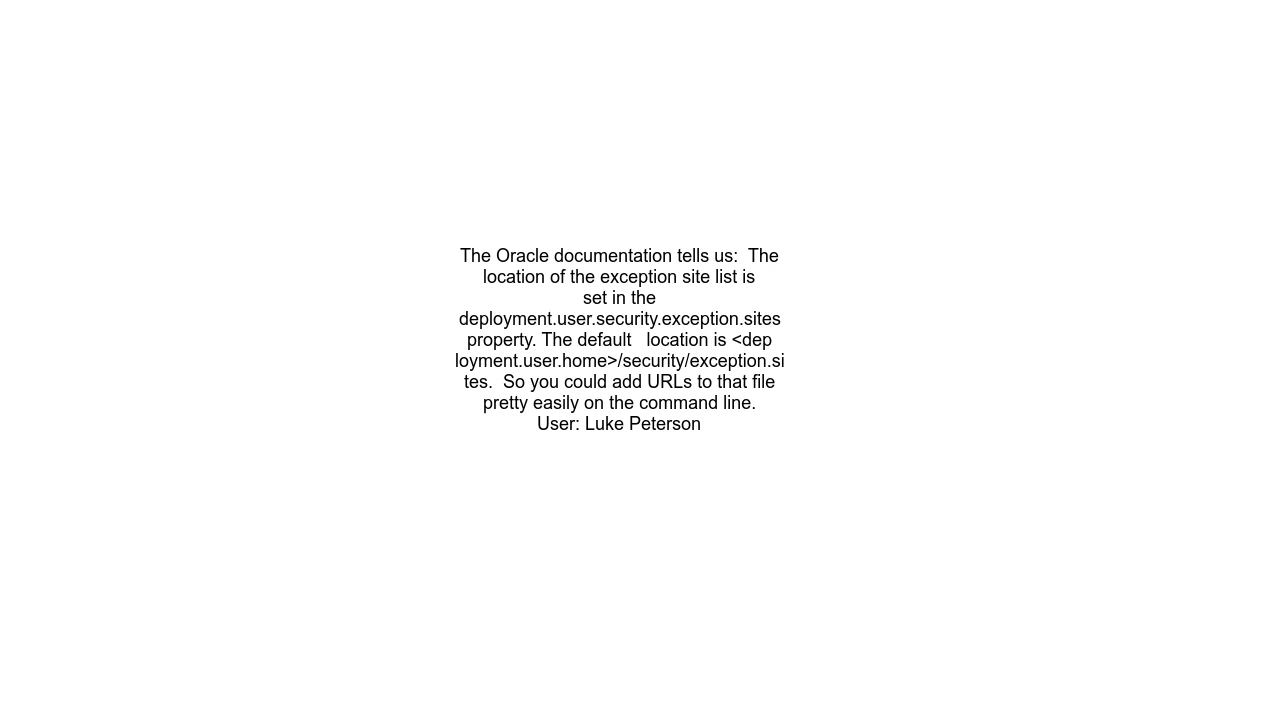 The Oracle documentation tells us:  The
location of the exception site list is
set in the
deployment.user.security.exception.sites
property. The default   location is <dep
loyment.user.home>/security/exception.si
tes.  So you could add URLs to that file
pretty easily on the command line.
User: Luke Peterson